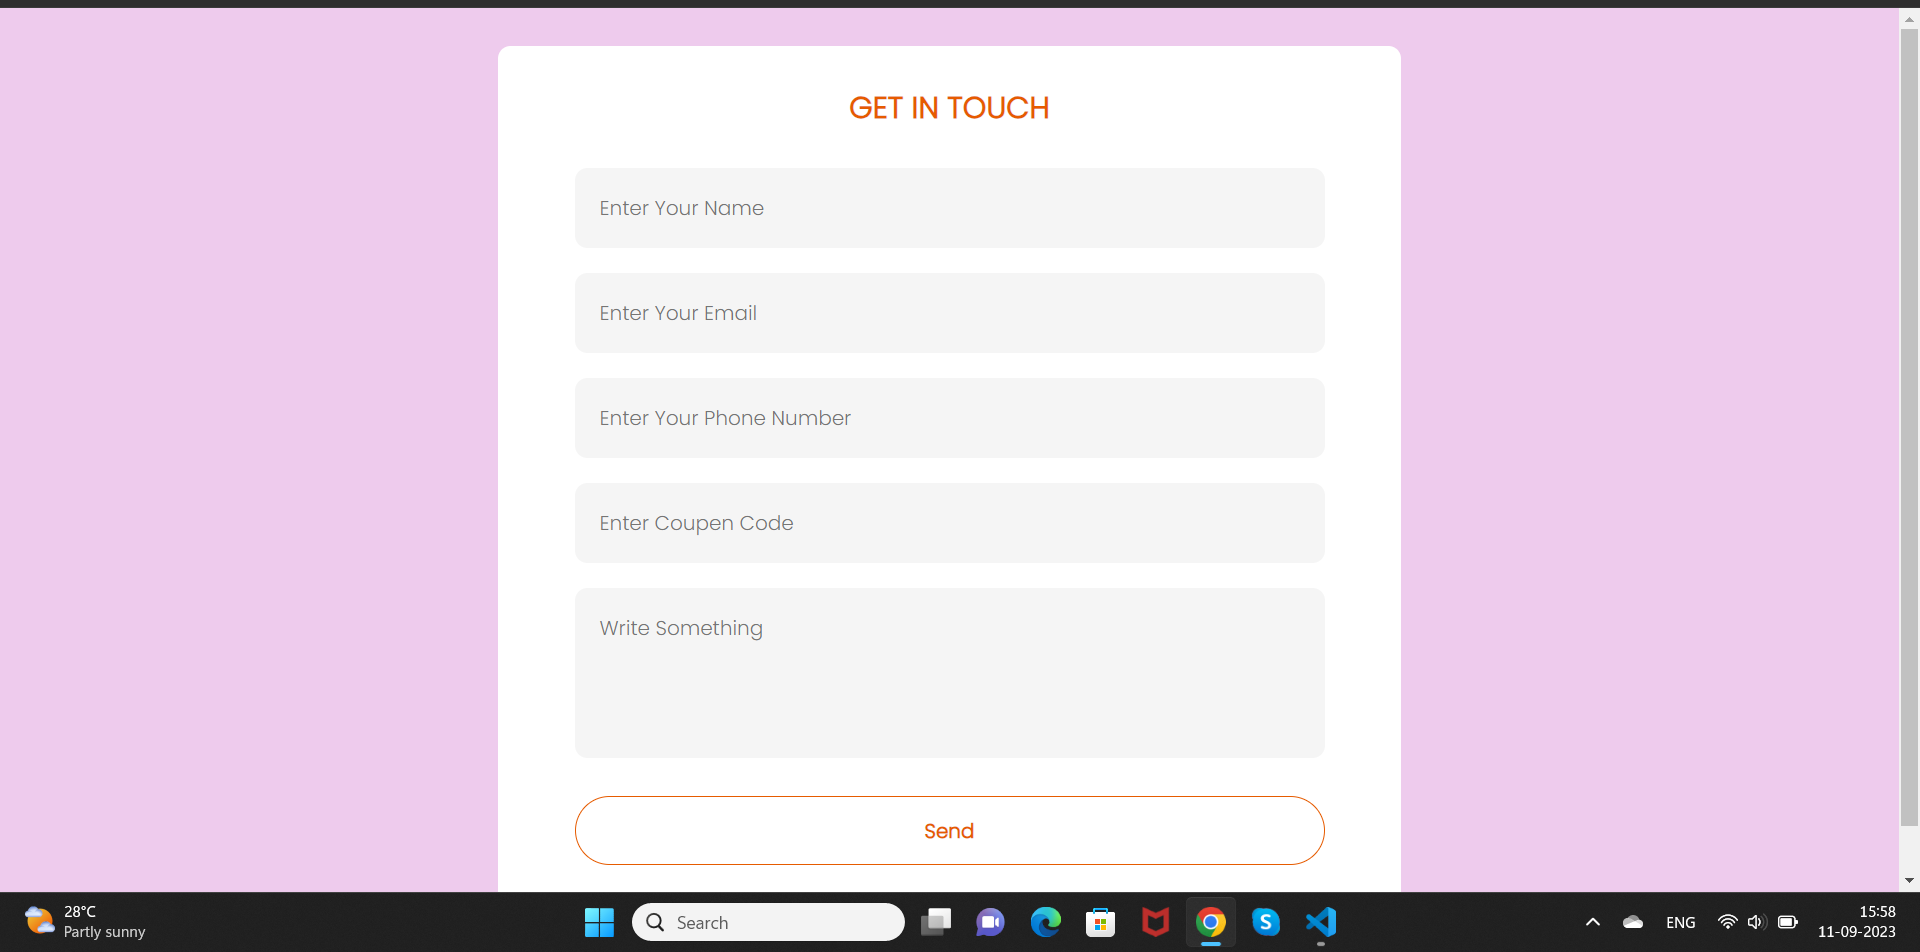 GET IN TOUCH
Enter Your Name
Enter Your Email
Enter Your Phone Number
Enter Coupen Code
Write Something
Send
28°C
Partly sunny
Search
S
ENG
15:58
11-09-2023